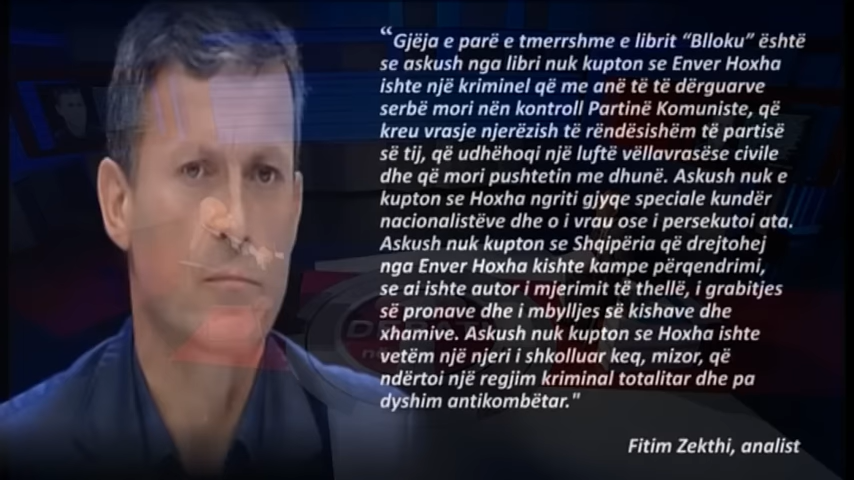 “Gjëja e parë e tmerrshme e librit “Blloku” është
se askush nga libri nuk kupton se Enver Hoxha
ishte një kriminel që me anë të të dërguarve
serbë mori nën kontroll Partinë Komuniste, që
kreu vrasje njerëzish të rëndësishëm të partisë
së tij, që udhëhoqi një luftë vëllavrasëse civile
dhe që mori pushtetin me dhunë. Askush nuk e
kupton se Hoxha ngriti gjyqe speciale kundër
nacionalistëve dhe o i vrau ose i persekutoi ata.
Askush nuk kupton se Shqipëria që drejtohej
nga Enver Hoxha kishte kampe përqendrimi,
se ai ishte autor i mjerimit të thellë, i grabitjes
së pronave dhe i mbylljes së kishave dhe
xhamive. Askush nuk kupton se Hoxha ishte
vetëm një njeri i shkolluar keq, mizor, që
ndërtoi një regjim kriminal totalitar dhe pa
dyshim antikombëtar."
Fitim Zekthi, analist